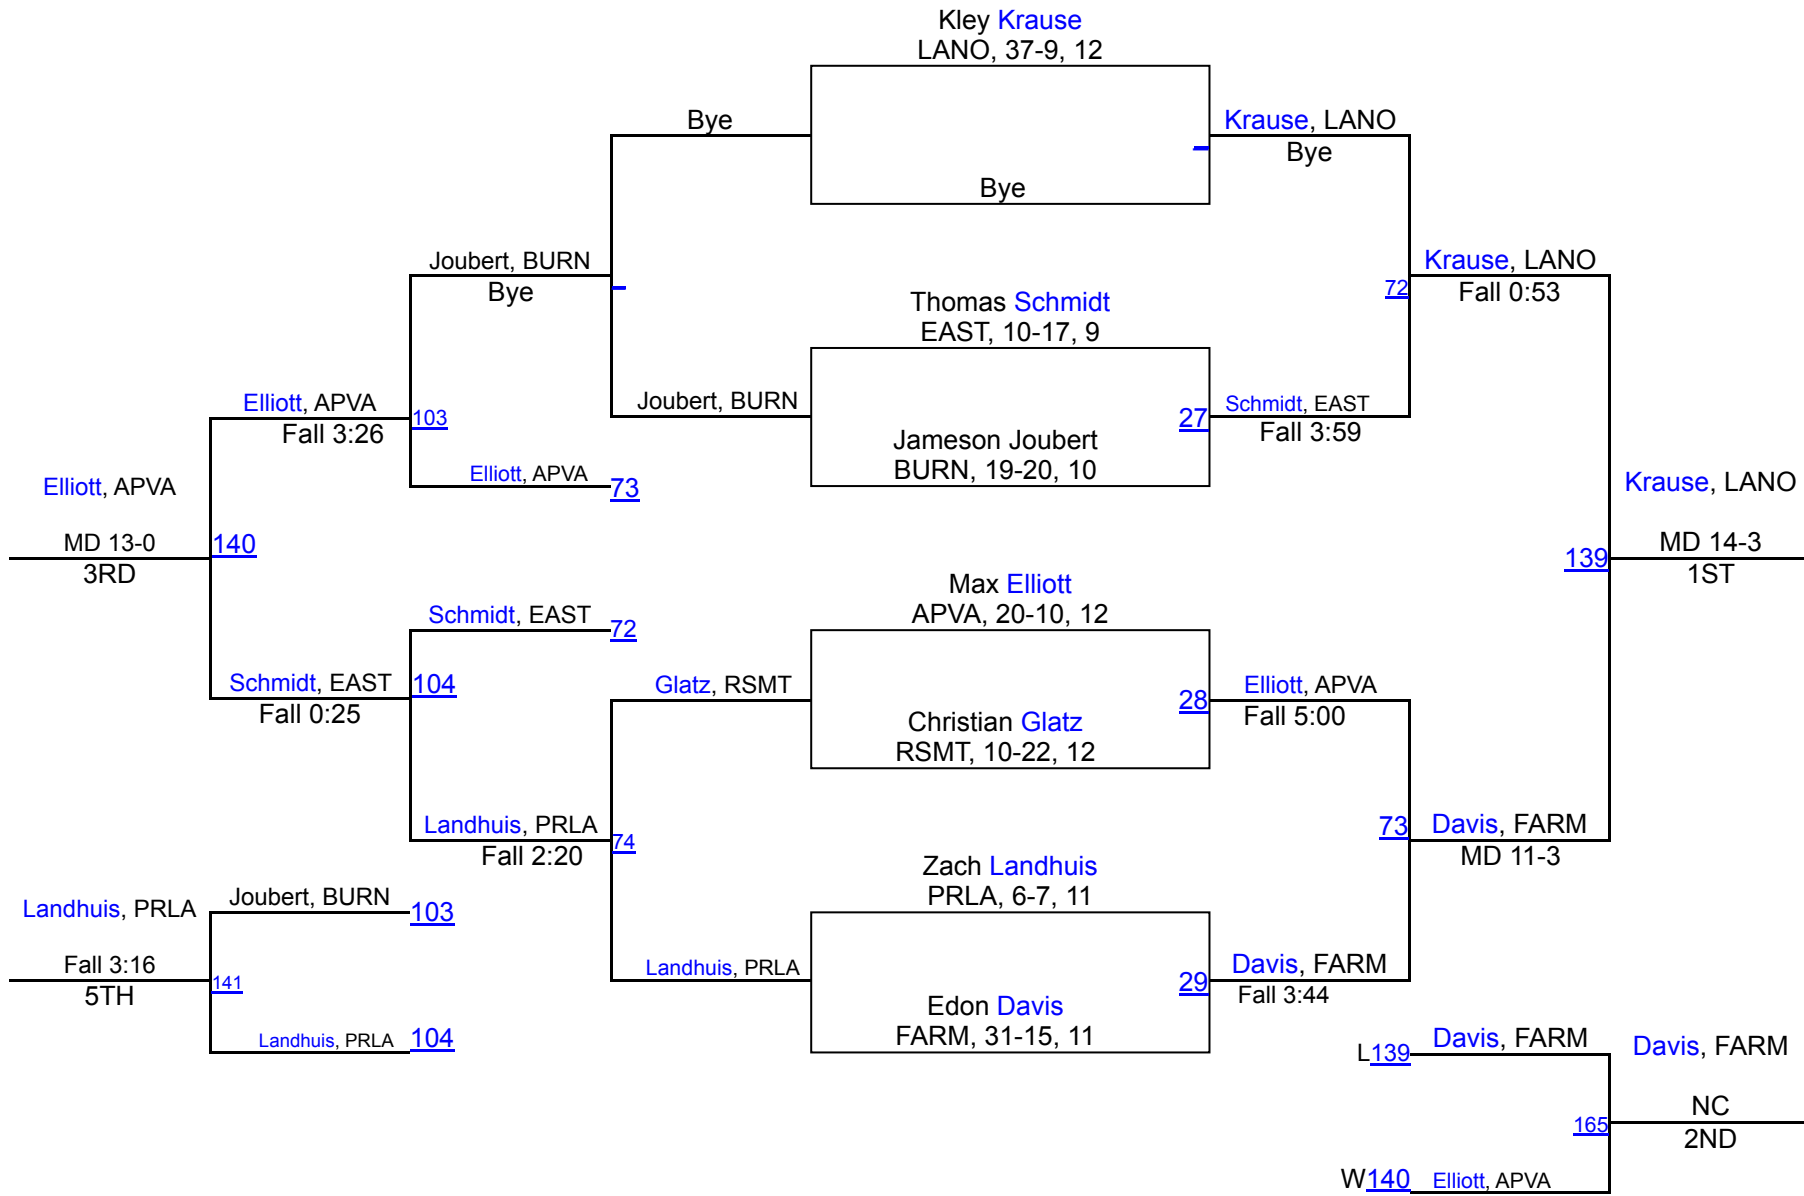 Kley Krause
LANO, 37-9, 12
Bye
Krause, LANO
Bye
Bye
Joubert, BURN
Bye
Krause, LANO
72
Fall 0:53
Thomas Schmidt
EAST, 10-17, 9
Elliott, APVA
103
Fall 3:26
Joubert, BURN
27
Schmidt, EAST
Fall 3:59
Jameson Joubert
BURN, 19-20, 10
Elliott, APVA
73
Elliott, APVA
Krause, LANO
MD 13-0
140
3RD
139
MD 14-3
1ST
Max Elliott
APVA, 20-10, 12
Schmidt, EAST
72
Schmidt, EAST
104
Fall 0:25
Glatz, RSMT
28
Elliott, APVA
Fall 5:00
Christian Glatz
RSMT, 10-22, 12
Landhuis, PRLA
74
Fall 2:20
73
Davis, FARM
MD 11-3
Zach Landhuis
PRLA, 6-7, 11
Landhuis, PRLA
Joubert, BURN
103
Fall 3:16
141
5TH
Landhuis, PRLA
29
Davis, FARM
Fall 3:44
Edon Davis
FARM, 31-15, 11
Landhuis, PRLA
104
L139
Davis, FARM
Davis, FARM
165
NC
2ND
W140
Elliott, APVA